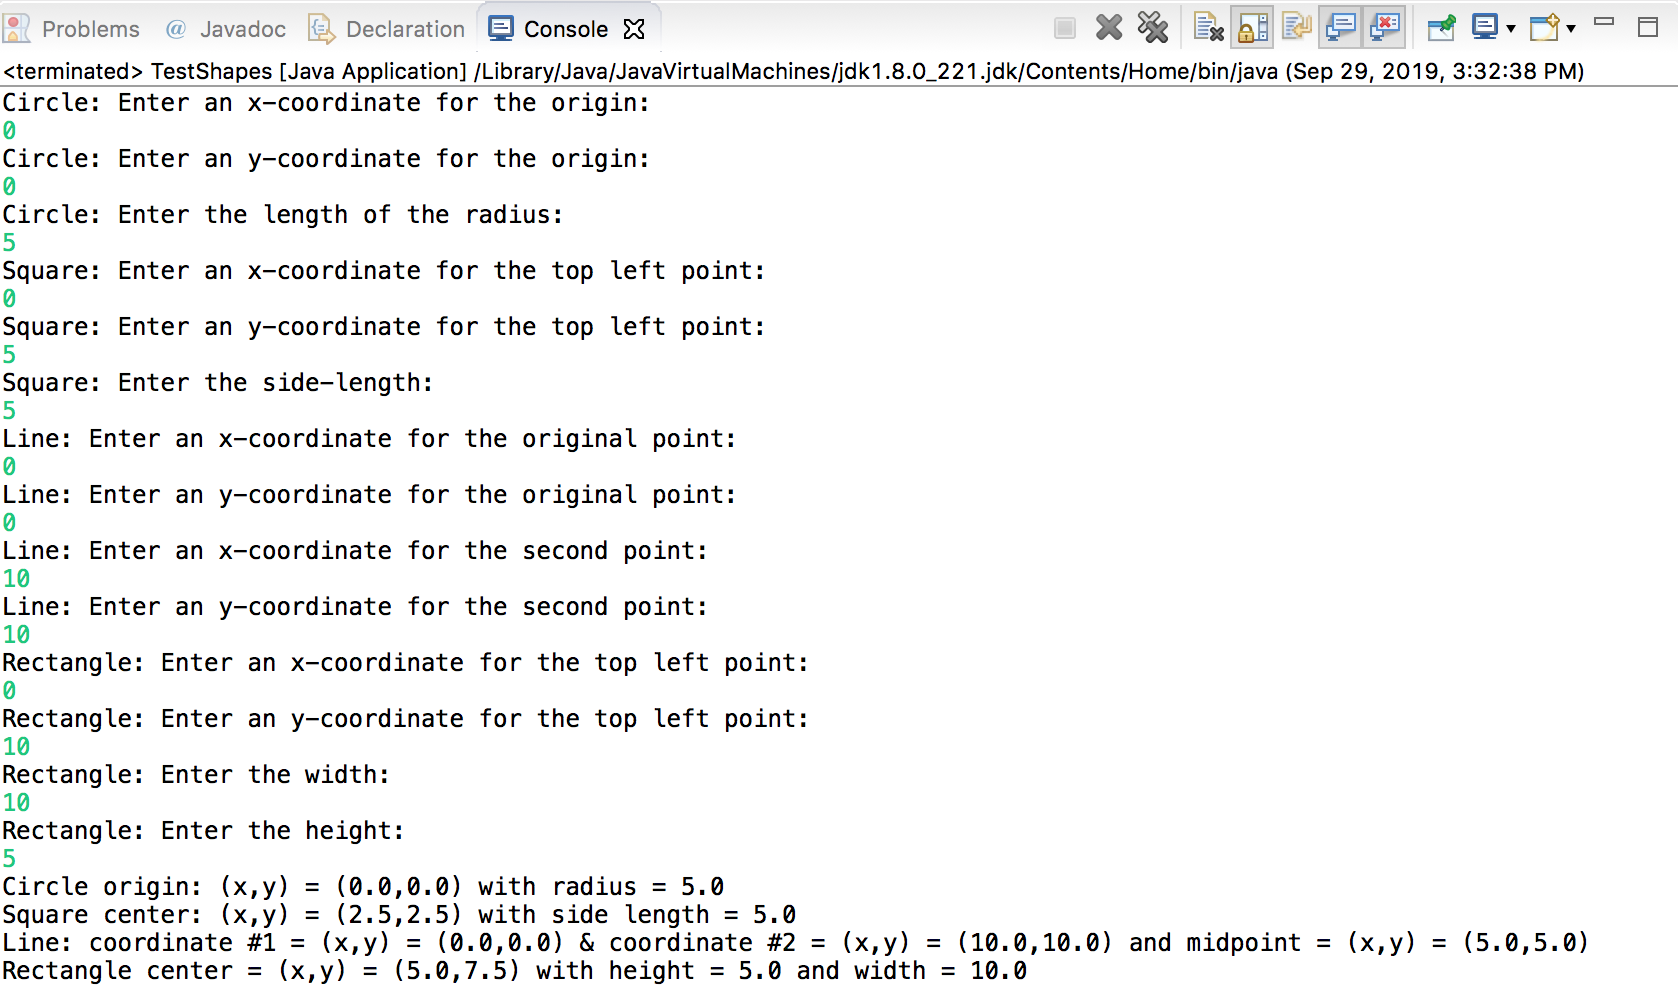 Problems @ Javadoc Declaration Console
<terminated> TestShapes [Java Application] /Library/Java/JavaVirtualMachines/jdk1.8.0_221.jdk/Contents/Home/bin/java (Sep 29, 2019, 3:32:38 PM)
Circle: Enter an x-coordinate for the origin:
0
Circle: Enter an y-coordinate for the origin:
0
Circle: Enter the length of the radius:
5
Square: Enter an x-coordinate for the top left point:
0
Square: Enter an y-coordinate for the top left point:
5
Square: Enter the side-length:
5
Line: Enter an x-coordinate for the original point:
0
Line: Enter an y-coordinate for the original point:
0
Line: Enter an x-coordinate for the second point:
10
Line: Enter an y-coordinate for the second point:
10
Rectangle: Enter an x-coordinate for the top left point:
0
Rectangle: Enter an y-coordinate for the top left point:
10
Rectangle: Enter the width:
10
Rectangle: Enter the height:
5
Circle origin: (x,y) = (0.0,0.0) with radius = 5.0
Square center: (x,y) = (2.5,2.5) with side length = 5.0
Line: coordinate #1 = (x,y) = (0.0,0.0) & coordinate #2 = (x,y) = (10.0,10.0) and midpoint = (x,y) = (5.0,5.0)
Rectangle center = (x,y) = (5.0,7.5) with height = 5.0 and width = 10.0